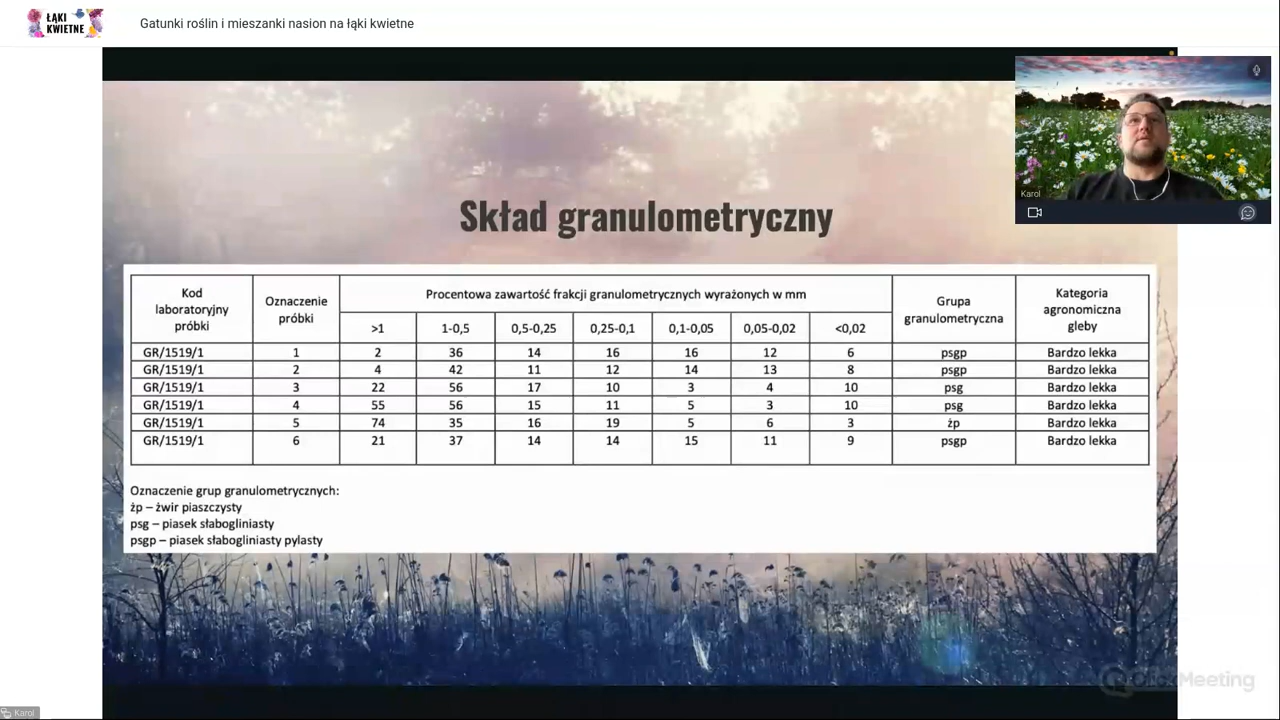 ŁĄKI
KWIETNE
Gatunki roślin i mieszanki nasion na łąki kwietne
Karol
Skład granulometryczny
Kod laboratoryjny próbki Oznaczenie próbki Procentowa zawartość frakcji granulometrycznych wyrażonych w mm Grupa granulometryczna Kategoria agronomiczna gleby
>1 1-0,5 0,5-0,25 0,25-0,1 0,1-0,05 0,05-0,02 <0,02
GR/1519/1 1 2 36 14 16 16 12 6 psgp Bardzo lekka
GR/1519/1 2 4 42 11 12 14 13 8 psgp Bardzo lekka
GR/1519/1 3 22 56 17 10 3 4 10 psg Bardzo lekka
GR/1519/1 4 55 56 15 11 5 3 10 psg Bardzo lekka
GR/1519/1 5 74 35 16 19 5 6 3 żp Bardzo lekka
GR/1519/1 6 21 37 14 14 15 11 9 psgp Bardzo lekka
Oznaczenie grup granulometrycznych:
żp – żwir piaszczysty
psg – piasek słabogliniasty
psgp – piasek słabogliniasty pylasty
ClickMeeting
Karol